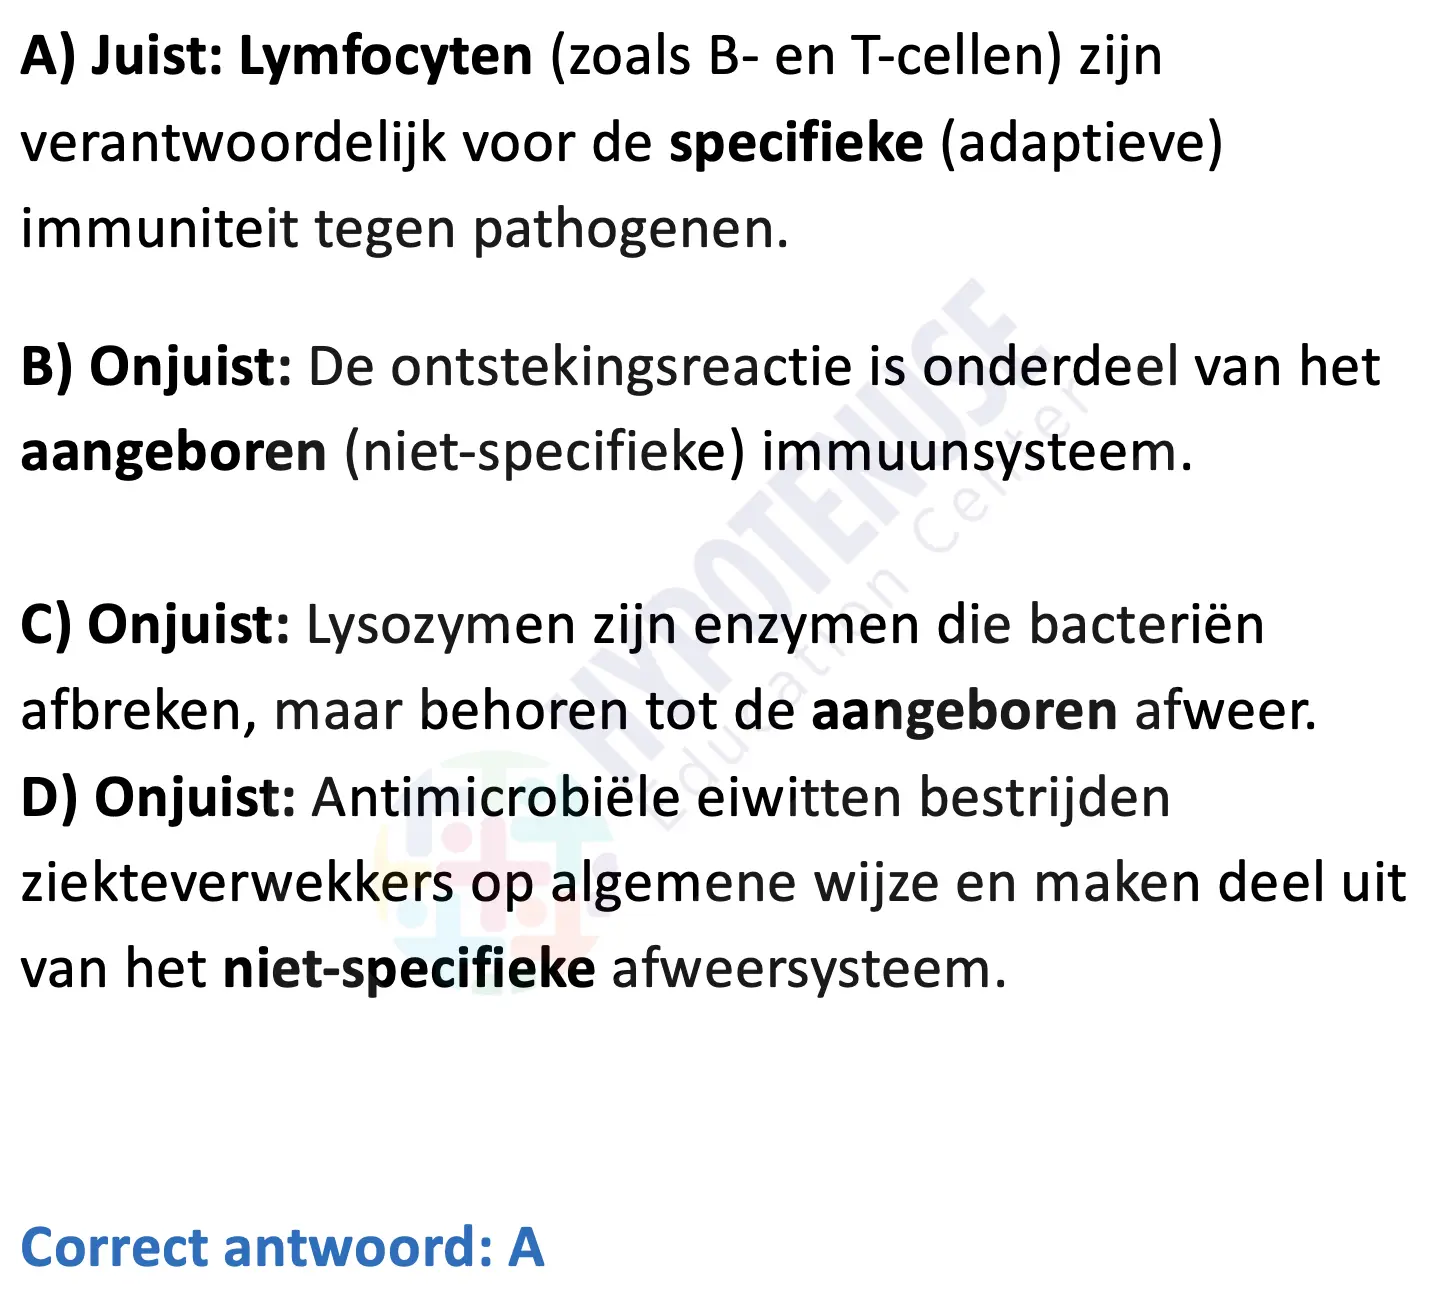 A) Juist: Lymfocyten (zoals B- en T-cellen) zijn
verantwoordelijk voor de specifieke (adaptieve)
immuniteit tegen pathogenen.
B) Onjuist: De ontstekingsreactie is onderdeel van het
aangeboren (niet-specifieke) immuunsysteem.
C) Onjuist: Lysozymen zijn enzymen die bacteriën
afbreken, maar behoren tot de aangeboren afweer.
D) Onjuist: Antimicrobiële eiwitten bestrijden
ziekteverwekkers op algemene wijze en maken deel uit
van het niet-specifieke afweersysteem.
Correct antwoord: A
HYPOTENUSE
Education Center